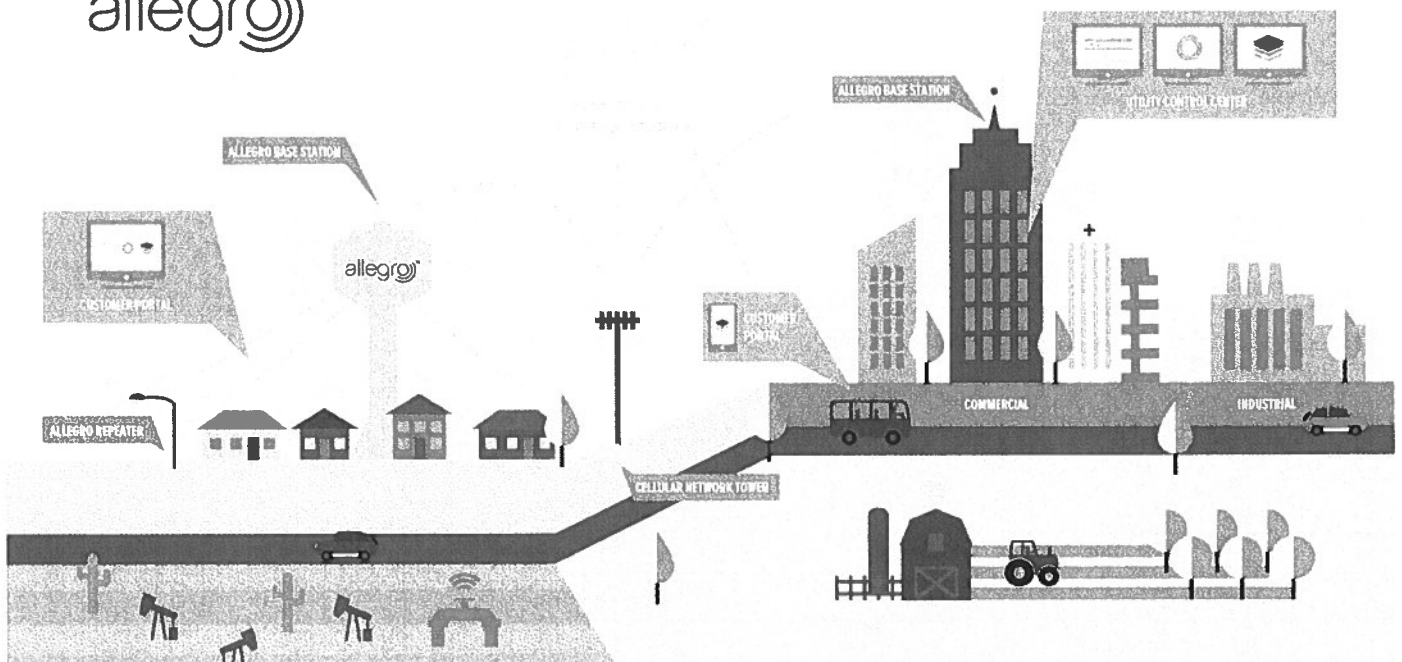 allegro
ALLEGRO BASE STATION
UTILITY CONTROL CENTER
ALLEGRO BASE STATION
allegro
CUSTOMER PORTAL
CUSTOMER
PORTAL
COMMERCIAL
INDUSTRIAL
ALLEGRO REPEATER
CELLULAR NETWORK TOWER